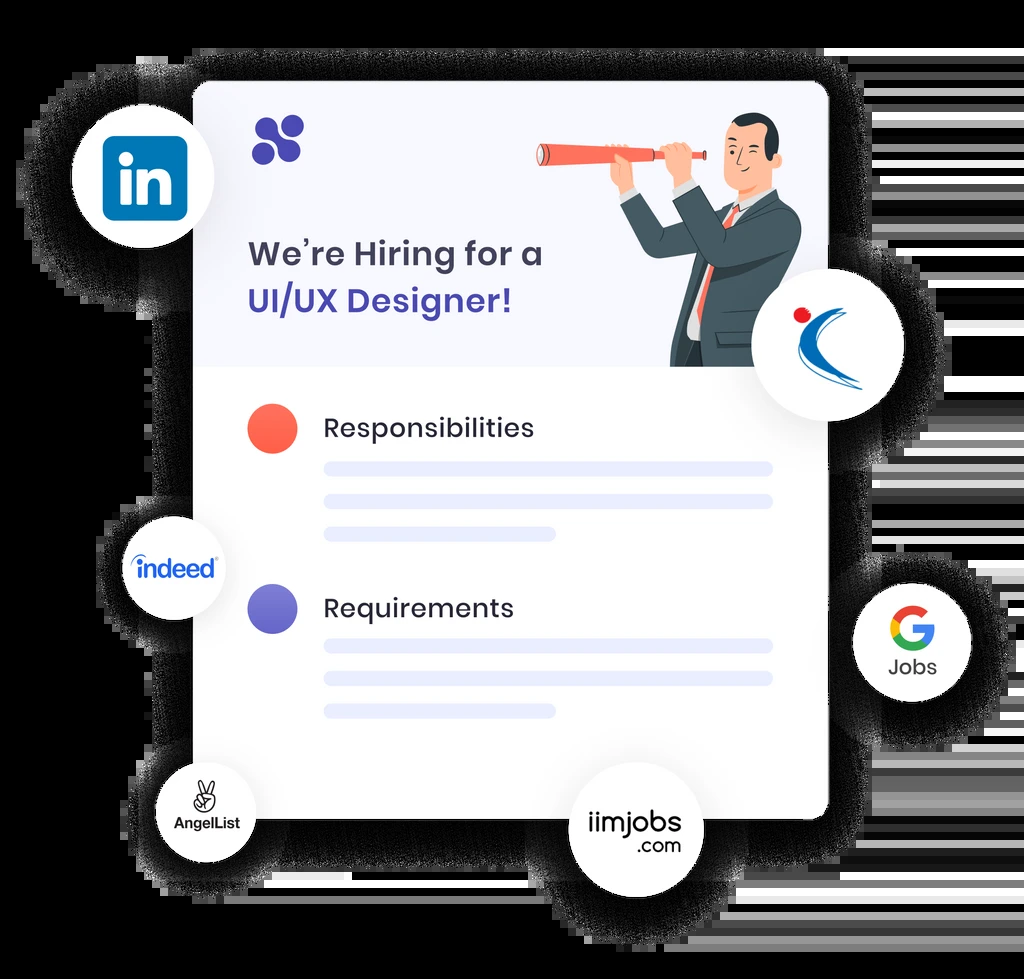 in
We’re Hiring for a
UI/UX Designer!
Responsibilities
indeed
Requirements
G
Jobs
AngelList
iimjobs
.com